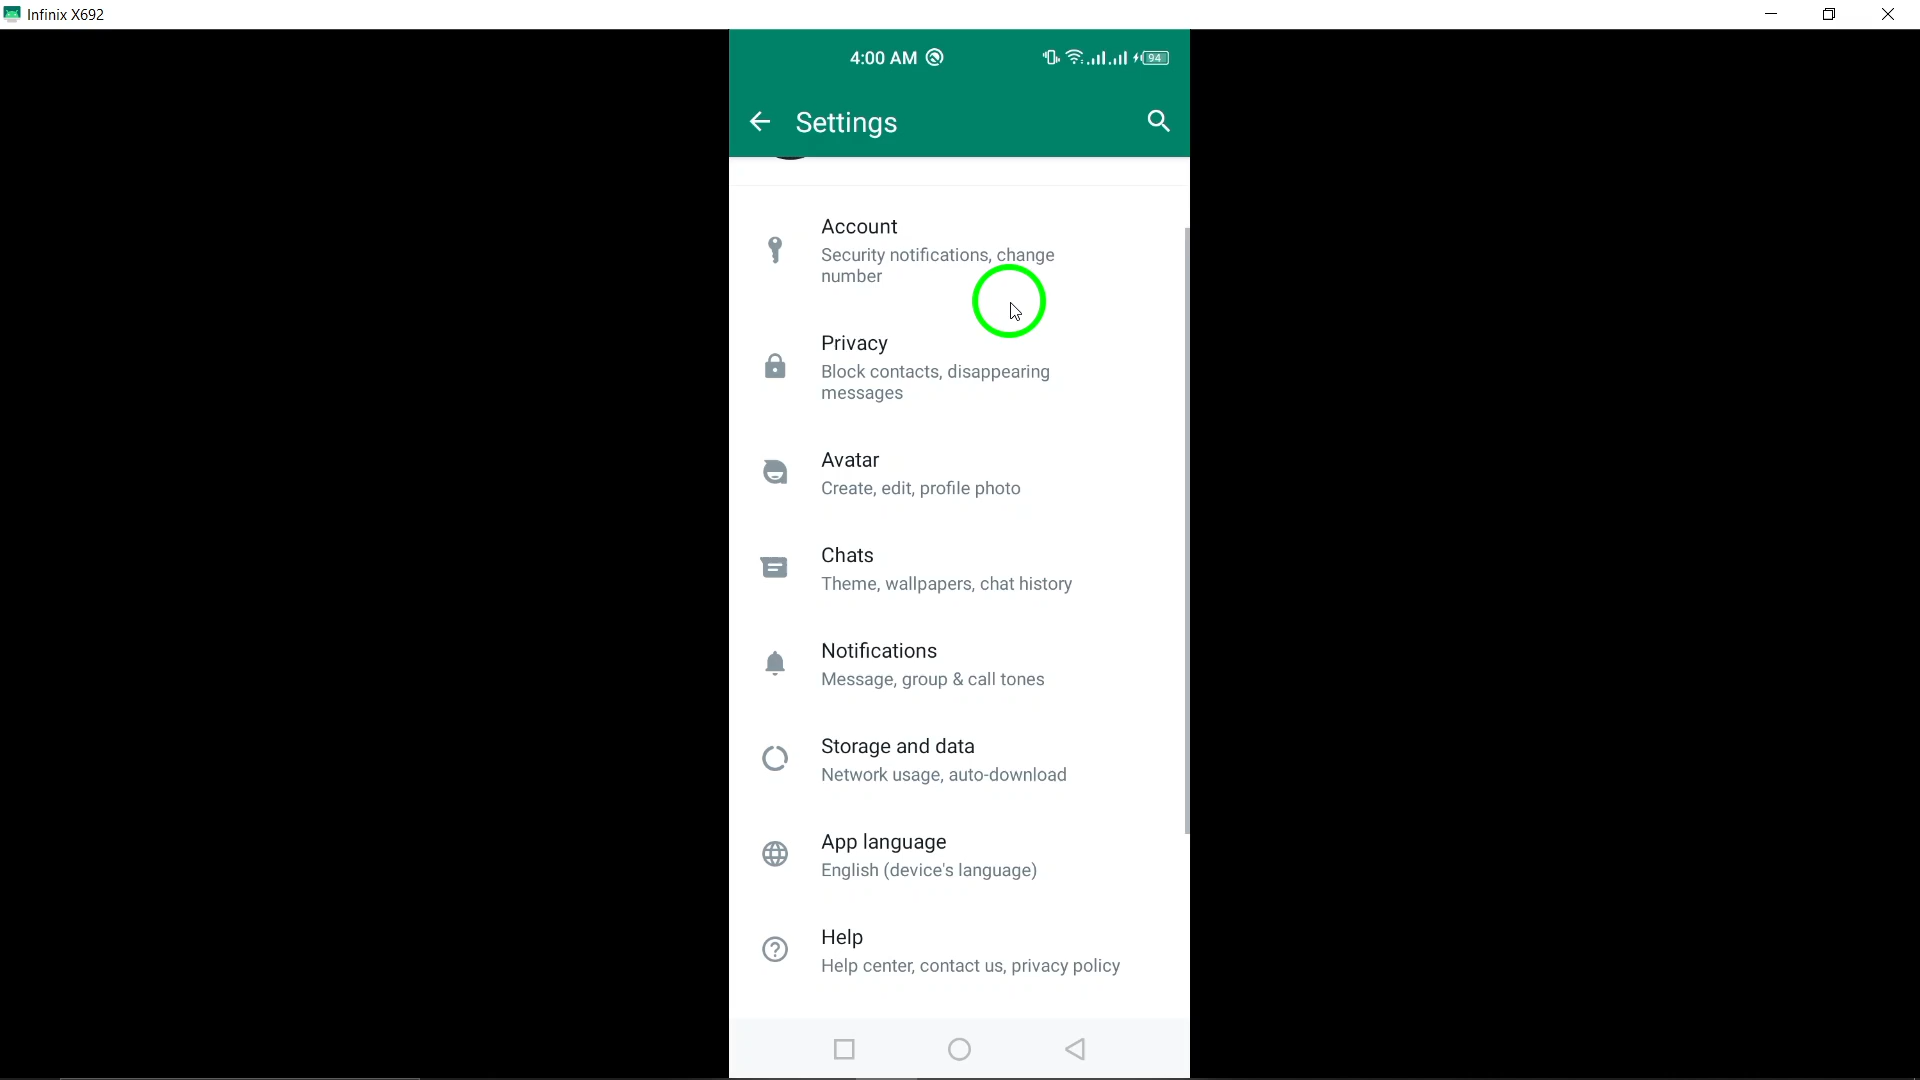 Infinix X692
4:00 AM
94
Settings
Account
Security notifications, change
number
Privacy
Block contacts, disappearing
messages
Avatar
Create, edit, profile photo
Chats
Theme, wallpapers, chat history
Notifications
Message, group & call tones
Storage and data
Network usage, auto-download
App language
English (device's language)
Help
Help center, contact us, privacy policy